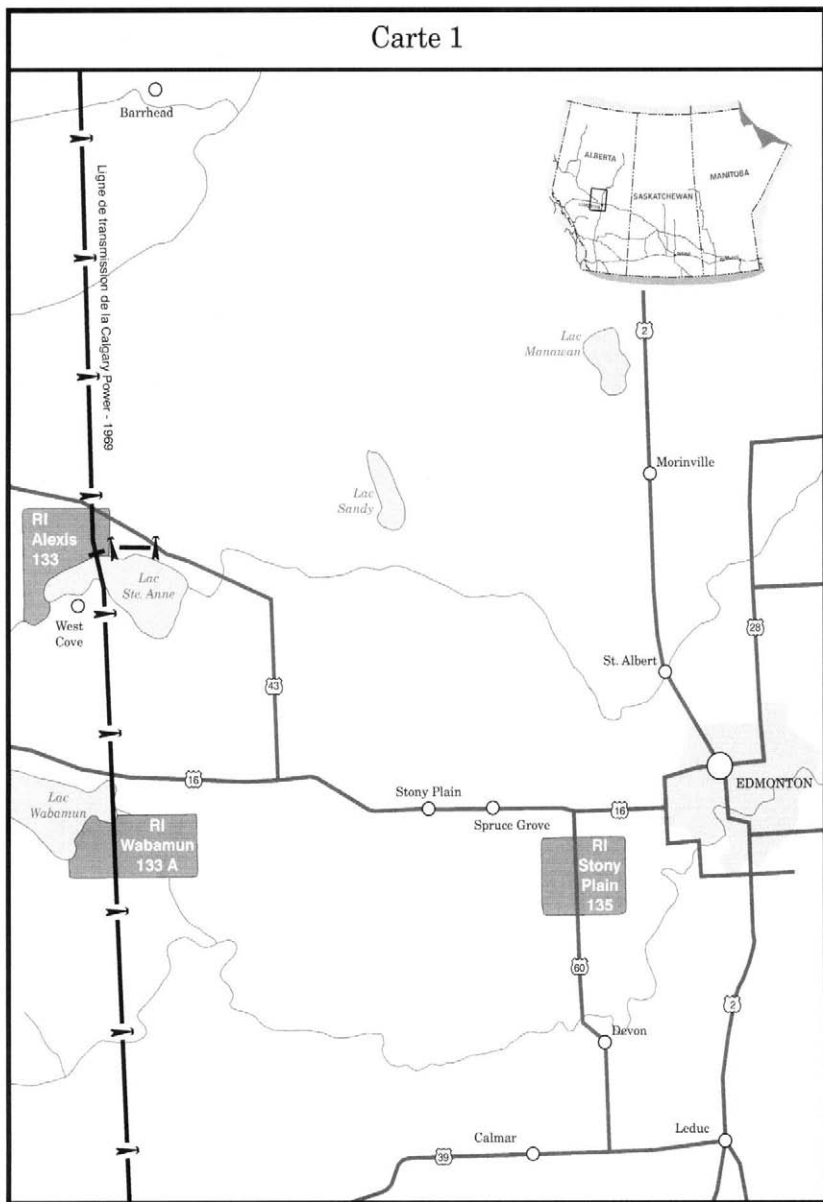 Carte 1
Barrhead
Ligne de transmission de la Calgary Power - 1969
ALBERTA
SASKATCHEWAN
MANITOBA
2
Lac
Manawan
Morinville
Lac
Sandy
RI
Alexis
133
Lac
Ste. Anne
West
Cove
28
St. Albert
43
16
EDMONTON
Lac
Wabamun
Stony Plain
Spruce Grove
16
RI
Wabamun
133 A
RI
Stony
Plain
135
60
2
Devon
Calmar
Leduc
39